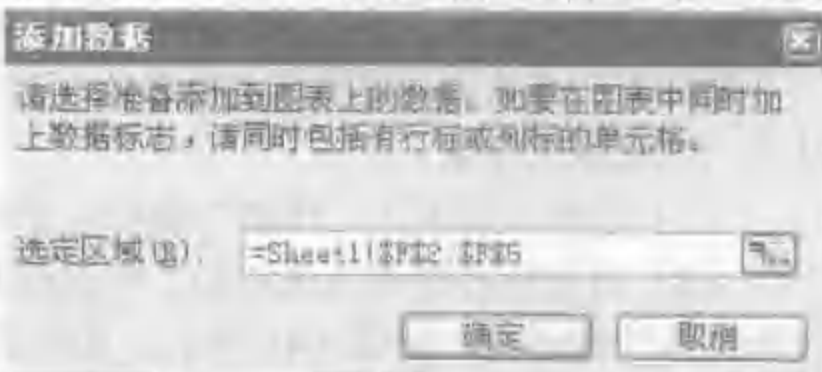 添加数据
请选择准备添加到图表上的数据。如要在图表中同时加
上数据标志，请同时包括有行标或列标的单元格。
选定区域(R): =Sheet1!$F$2:$F$6
确定 取消